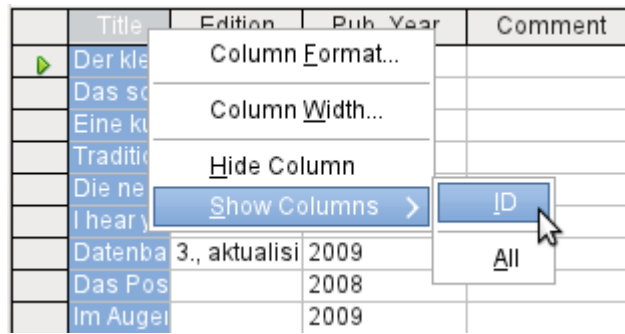 Title Edition Pub. Year Comment
Der kle
Das sc
Eine ku
Traditio
Die ne
I hear y
Datenba 3., aktualisi 2009
Das Pos 2008
Im Auger 2009
Column Format...
Column Width...
Hide Column
Show Columns
ID
All